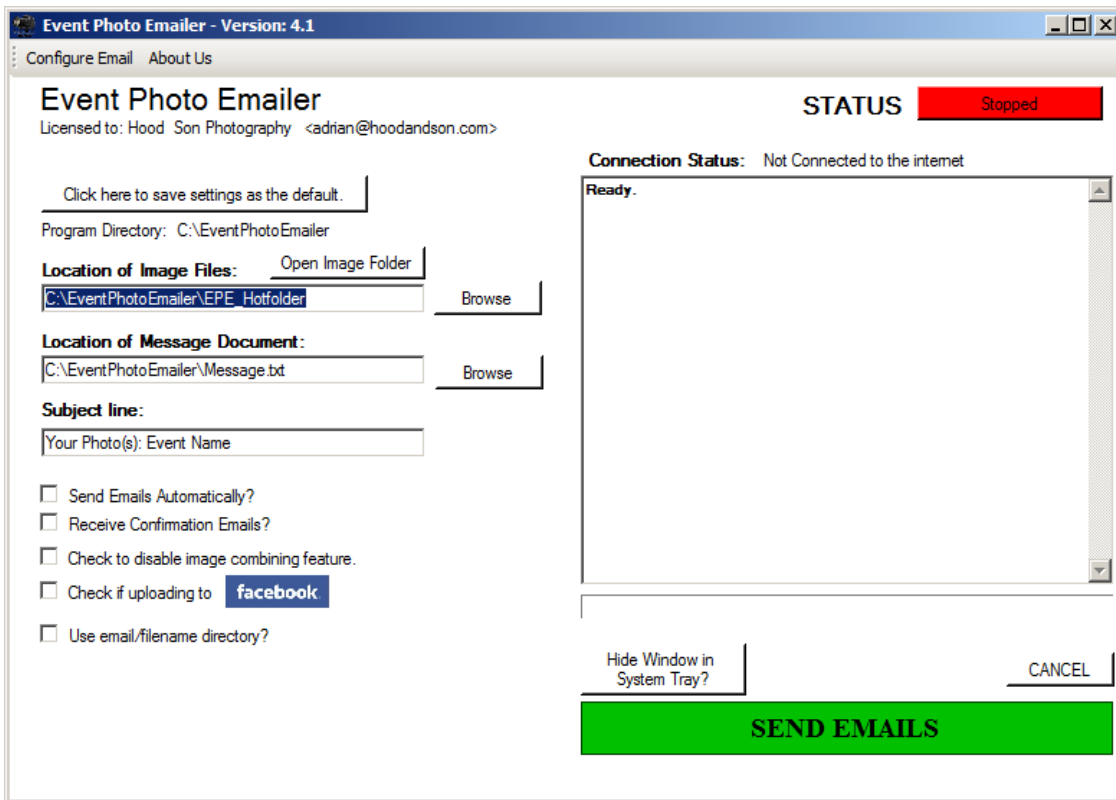 Event Photo Emailer - Version: 4.1
Configure Email About Us
Event Photo Emailer
Licensed to: Hood Son Photography <adrian@hoodandson.com>
STATUS Stopped
Connection Status: Not Connected to the internet
Ready.
Click here to save settings as the default.
Program Directory: C:\EventPhotoEmailer
Location of Image Files: Open Image Folder
C:\EventPhotoEmailer\EPE_Hotfolder Browse
Location of Message Document:
C:\EventPhotoEmailer\Message.txt Browse
Subject line:
Your Photo(s): Event Name
Send Emails Automatically?
Receive Confirmation Emails?
Check to disable image combining feature.
Check if uploading to facebook.
Use email/filename directory?
Hide Window in
System Tray?
CANCEL
SEND EMAILS